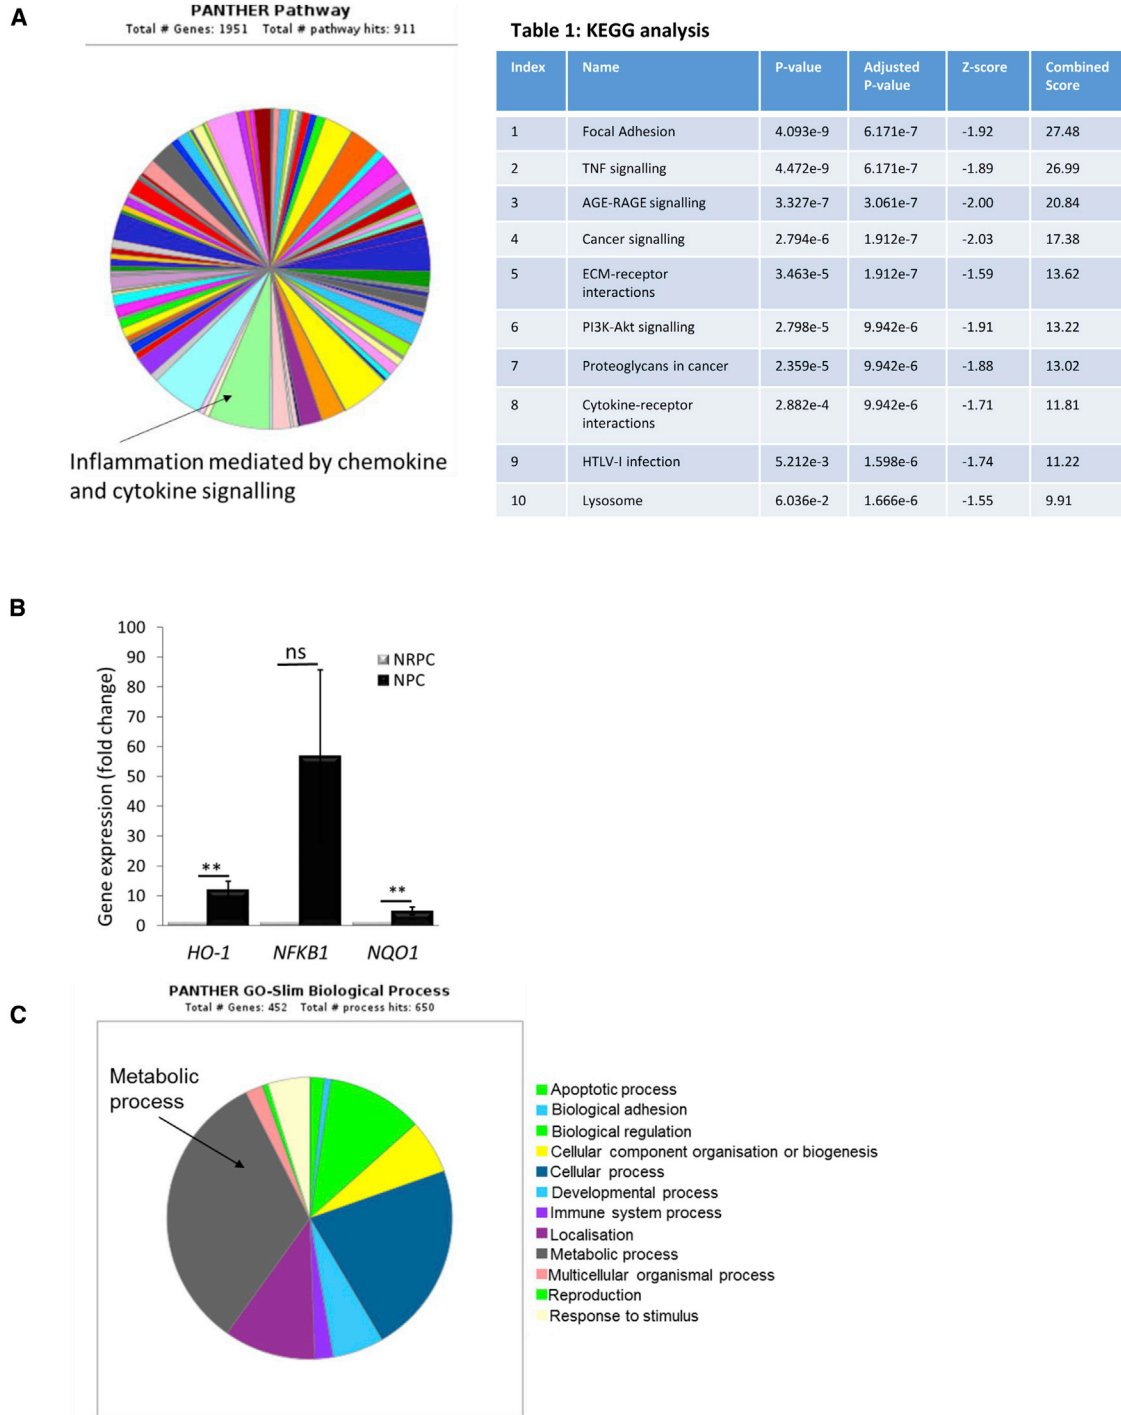 A
PANTHER Pathway
Total # Genes: 1951 Total # pathway hits: 911
Inflammation mediated by chemokine
and cytokine signalling
Table 1: KEGG analysis
Index Name P-value Adjusted P-value Z-score Combined Score
1 Focal Adhesion 4.093e-9 6.171e-7 -1.92 27.48
2 TNF signalling 4.472e-9 6.171e-7 -1.89 26.99
3 AGE-RAGE signalling 3.327e-7 3.061e-7 -2.00 20.84
4 Cancer signalling 2.794e-6 1.912e-7 -2.03 17.38
5 ECM-receptor interactions 3.463e-5 1.912e-7 -1.59 13.62
6 PI3K-Akt signalling 2.798e-5 9.942e-6 -1.91 13.22
7 Proteoglycans in cancer 2.359e-5 9.942e-6 -1.88 13.02
8 Cytokine-receptor interactions 2.882e-4 9.942e-6 -1.71 11.81
9 HTLV-I infection 5.212e-3 1.598e-6 -1.74 11.22
10 Lysosome 6.036e-2 1.666e-6 -1.55 9.91
B
Gene expression (fold change)
100
90
80
70
60
50
40
30
20
10
0
**
ns
**
NRPC
NPC
HO-1 NFKB1 NQO1
C
PANTHER GO-Slim Biological Process
Total # Genes: 452 Total # process hits: 650
Metabolic
process
Apoptotic process
Biological adhesion
Biological regulation
Cellular component organisation or biogenesis
Cellular process
Developmental process
Immune system process
Localisation
Metabolic process
Multicellular organismal process
Reproduction
Response to stimulus